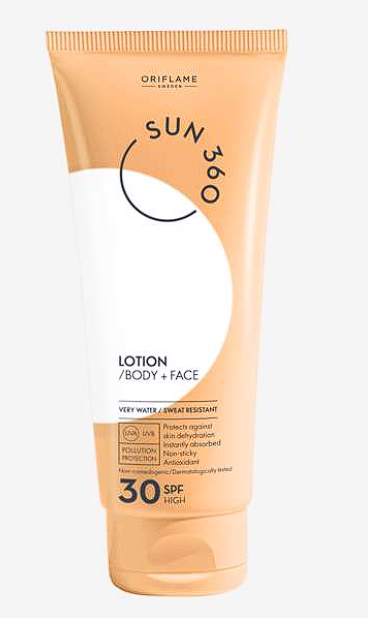 ORIFLAME
SWEDEN
SUN 360
LOTION
/BODY + FACE
VERY WATER / SWEAT RESISTANT
UVA UVB
POLLUTION
PROTECTION
Protects against
skin dehydration
Instantly absorbed
Non-sticky
Antioxidant
Non-comedogenic/Dermatologically tested
30 SPF
HIGH